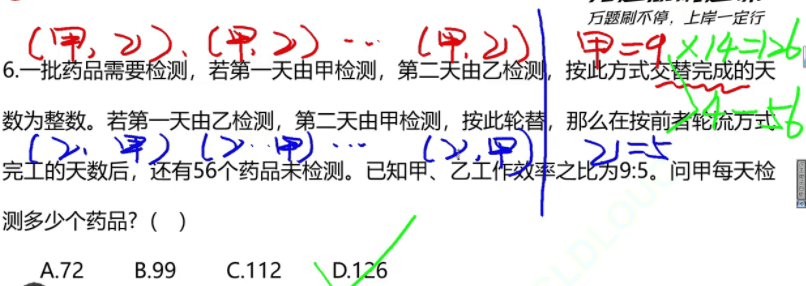 万题刷不停，上岸一定行
(甲，乙)、(甲，乙) … (甲，乙) 甲=9 ×14=126
6.一批药品需要检测，若第一天由甲检测，第二天由乙检测，按此方式交替完成的天
4-56
数为整数。若第一天由乙检测，第二天由甲检测，按此轮替，那么在按前者轮流方式
(乙，甲) (乙，甲) … (乙，甲) 乙=5
完工的天数后，还有56个药品未检测。已知甲、乙工作效率之比为9:5。问甲每天检
测多少个药品?（ ）
A.72 B.99 C.112 D.126